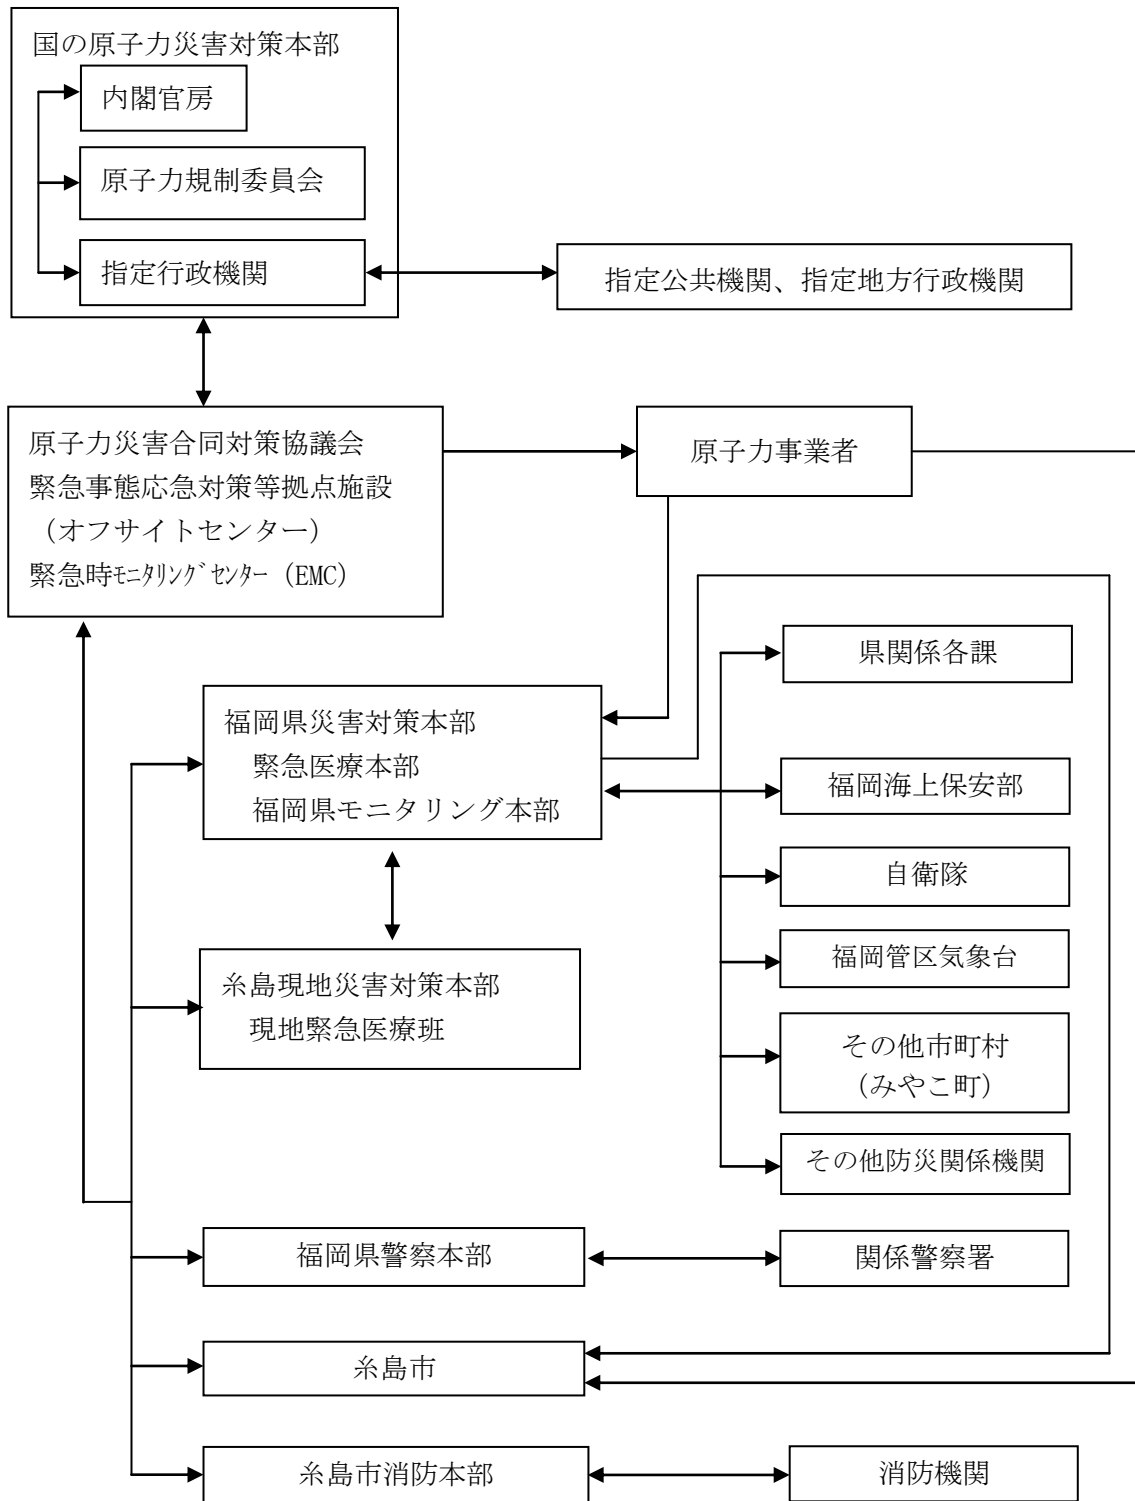 国の原子力災害対策本部
内閣官房
原子力規制委員会
指定行政機関
指定公共機関、指定地方行政機関
原子力災害合同対策協議会
緊急事態応急対策等拠点施設
（オフサイトセンター）
緊急時ﾓﾆﾀﾘﾝｸﾞｾﾝﾀｰ（EMC）
原子力事業者
県関係各課
福岡県災害対策本部
緊急医療本部
福岡県モニタリング本部
福岡海上保安部
自衛隊
福岡管区気象台
糸島現地災害対策本部
現地緊急医療班
その他市町村
（みやこ町）
その他防災関係機関
福岡県警察本部
関係警察署
糸島市
糸島市消防本部
消防機関